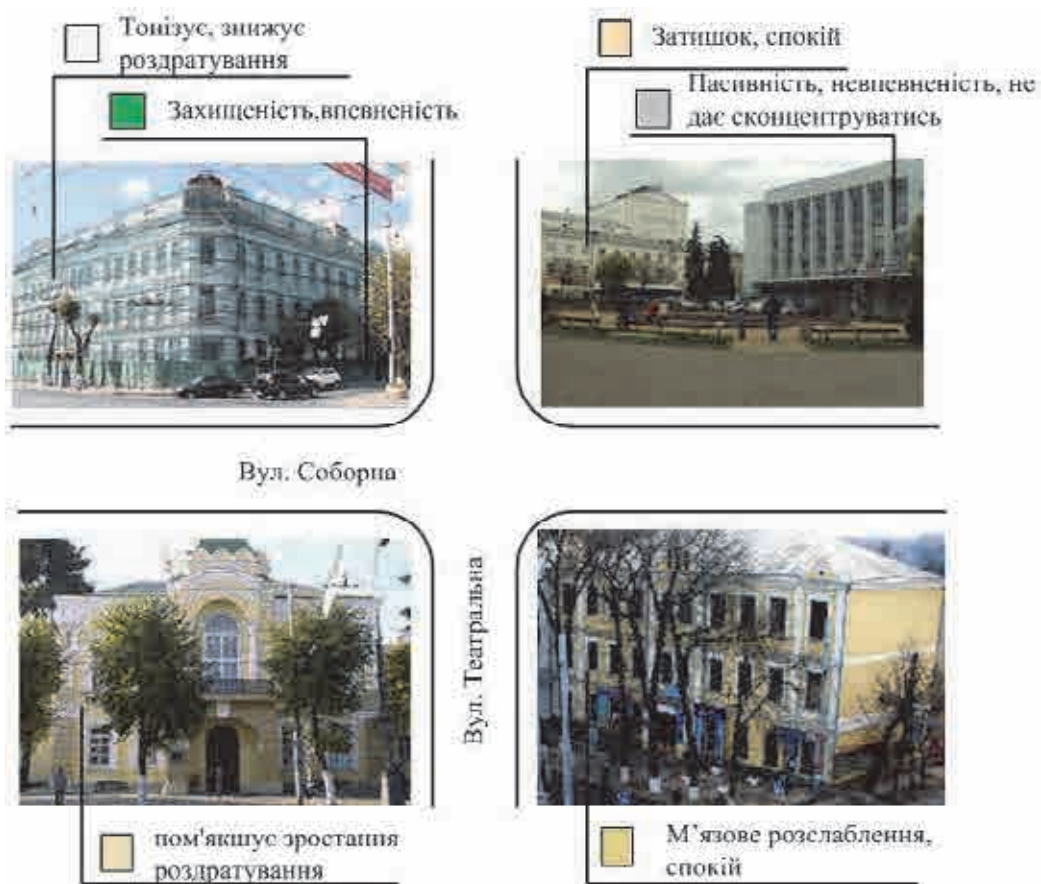 Тонізує, знижує
роздратування
Захищеність,впевненість
Затишок, спокій
Пасивність, невпевненість, не
дає сконцентруватись
Вул. Соборна
Вул. Театральна
пом'якшує зростання
роздратування
М’язове розслаблення,
спокій